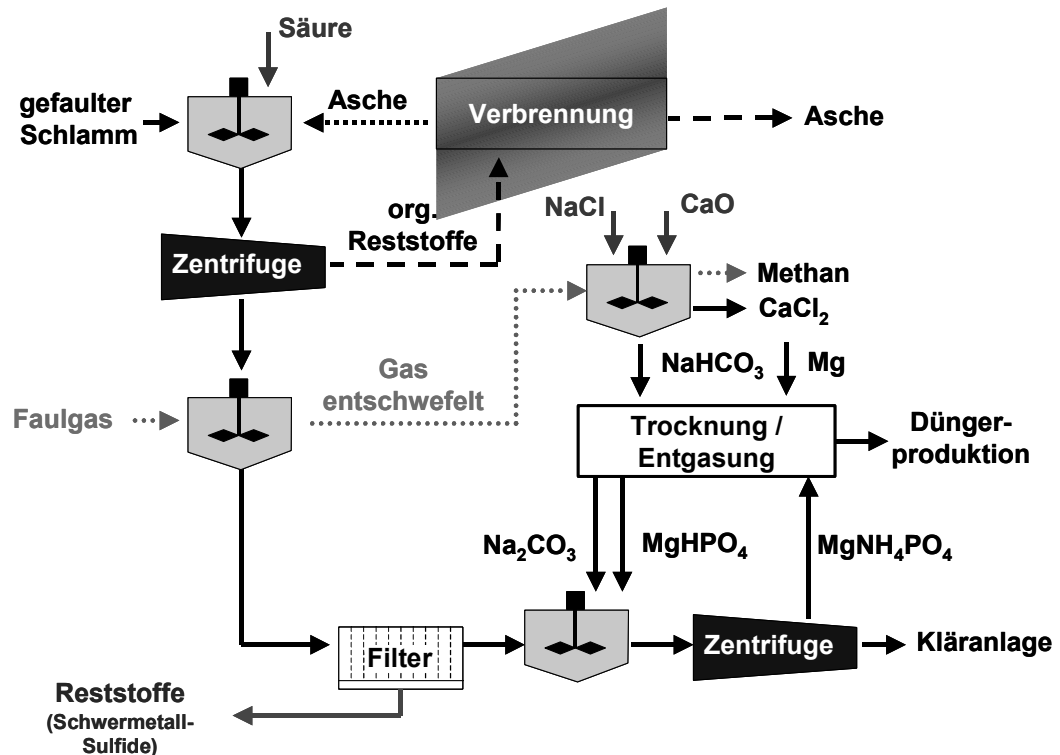 Säure
gefaulter
Schlamm
Asche
Verbrennung
Asche
org.
Reststoffe
NaCl
CaO
Zentrifuge
Methan
CaCl₂
Gas
entschwefelt
NaHCO₃
Mg
Faulgas
Trocknung /
Entgasung
Dünger-
produktion
Na₂CO₃
MgHPO₄
MgNH₄PO₄
Filter
Zentrifuge
Kläranlage
Reststoffe
(Schwermetall-
Sulfide)